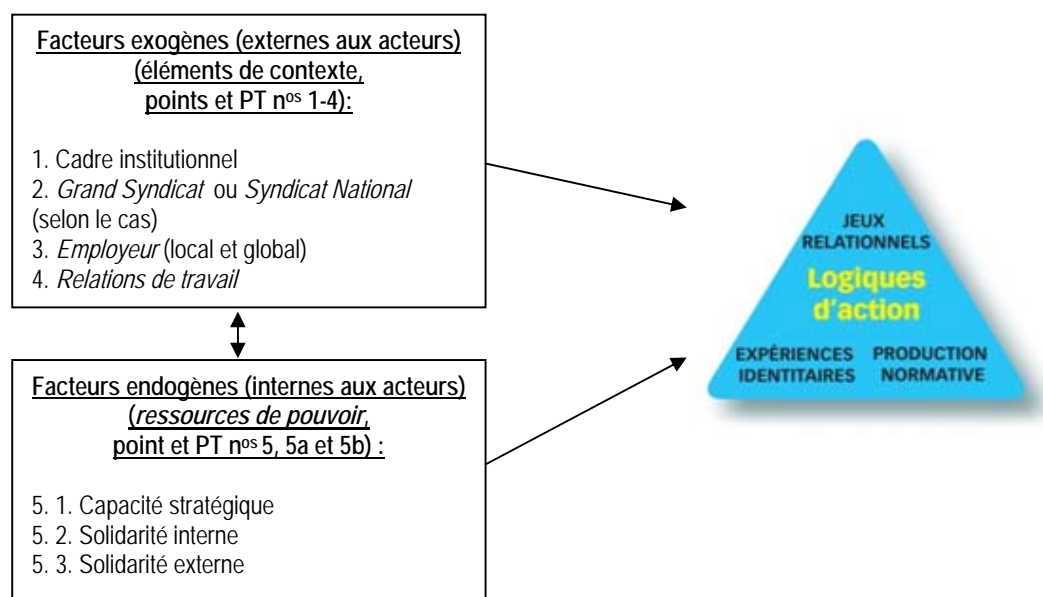 Facteurs exogènes (externes aux acteurs)
(éléments de contexte,
points et PT nᵒˢ 1-4):
1. Cadre institutionnel
2. Grand Syndicat ou Syndicat National
(selon le cas)
3. Employeur (local et global)
4. Relations de travail
Facteurs endogènes (internes aux acteurs)
(ressources de pouvoir,
point et PT nᵒˢ 5, 5a et 5b) :
5. 1. Capacité stratégique
5. 2. Solidarité interne
5. 3. Solidarité externe
JEUX
RELATIONNELS
Logiques
d'action
EXPÉRIENCES
IDENTITAIRES
PRODUCTION
NORMATIVE